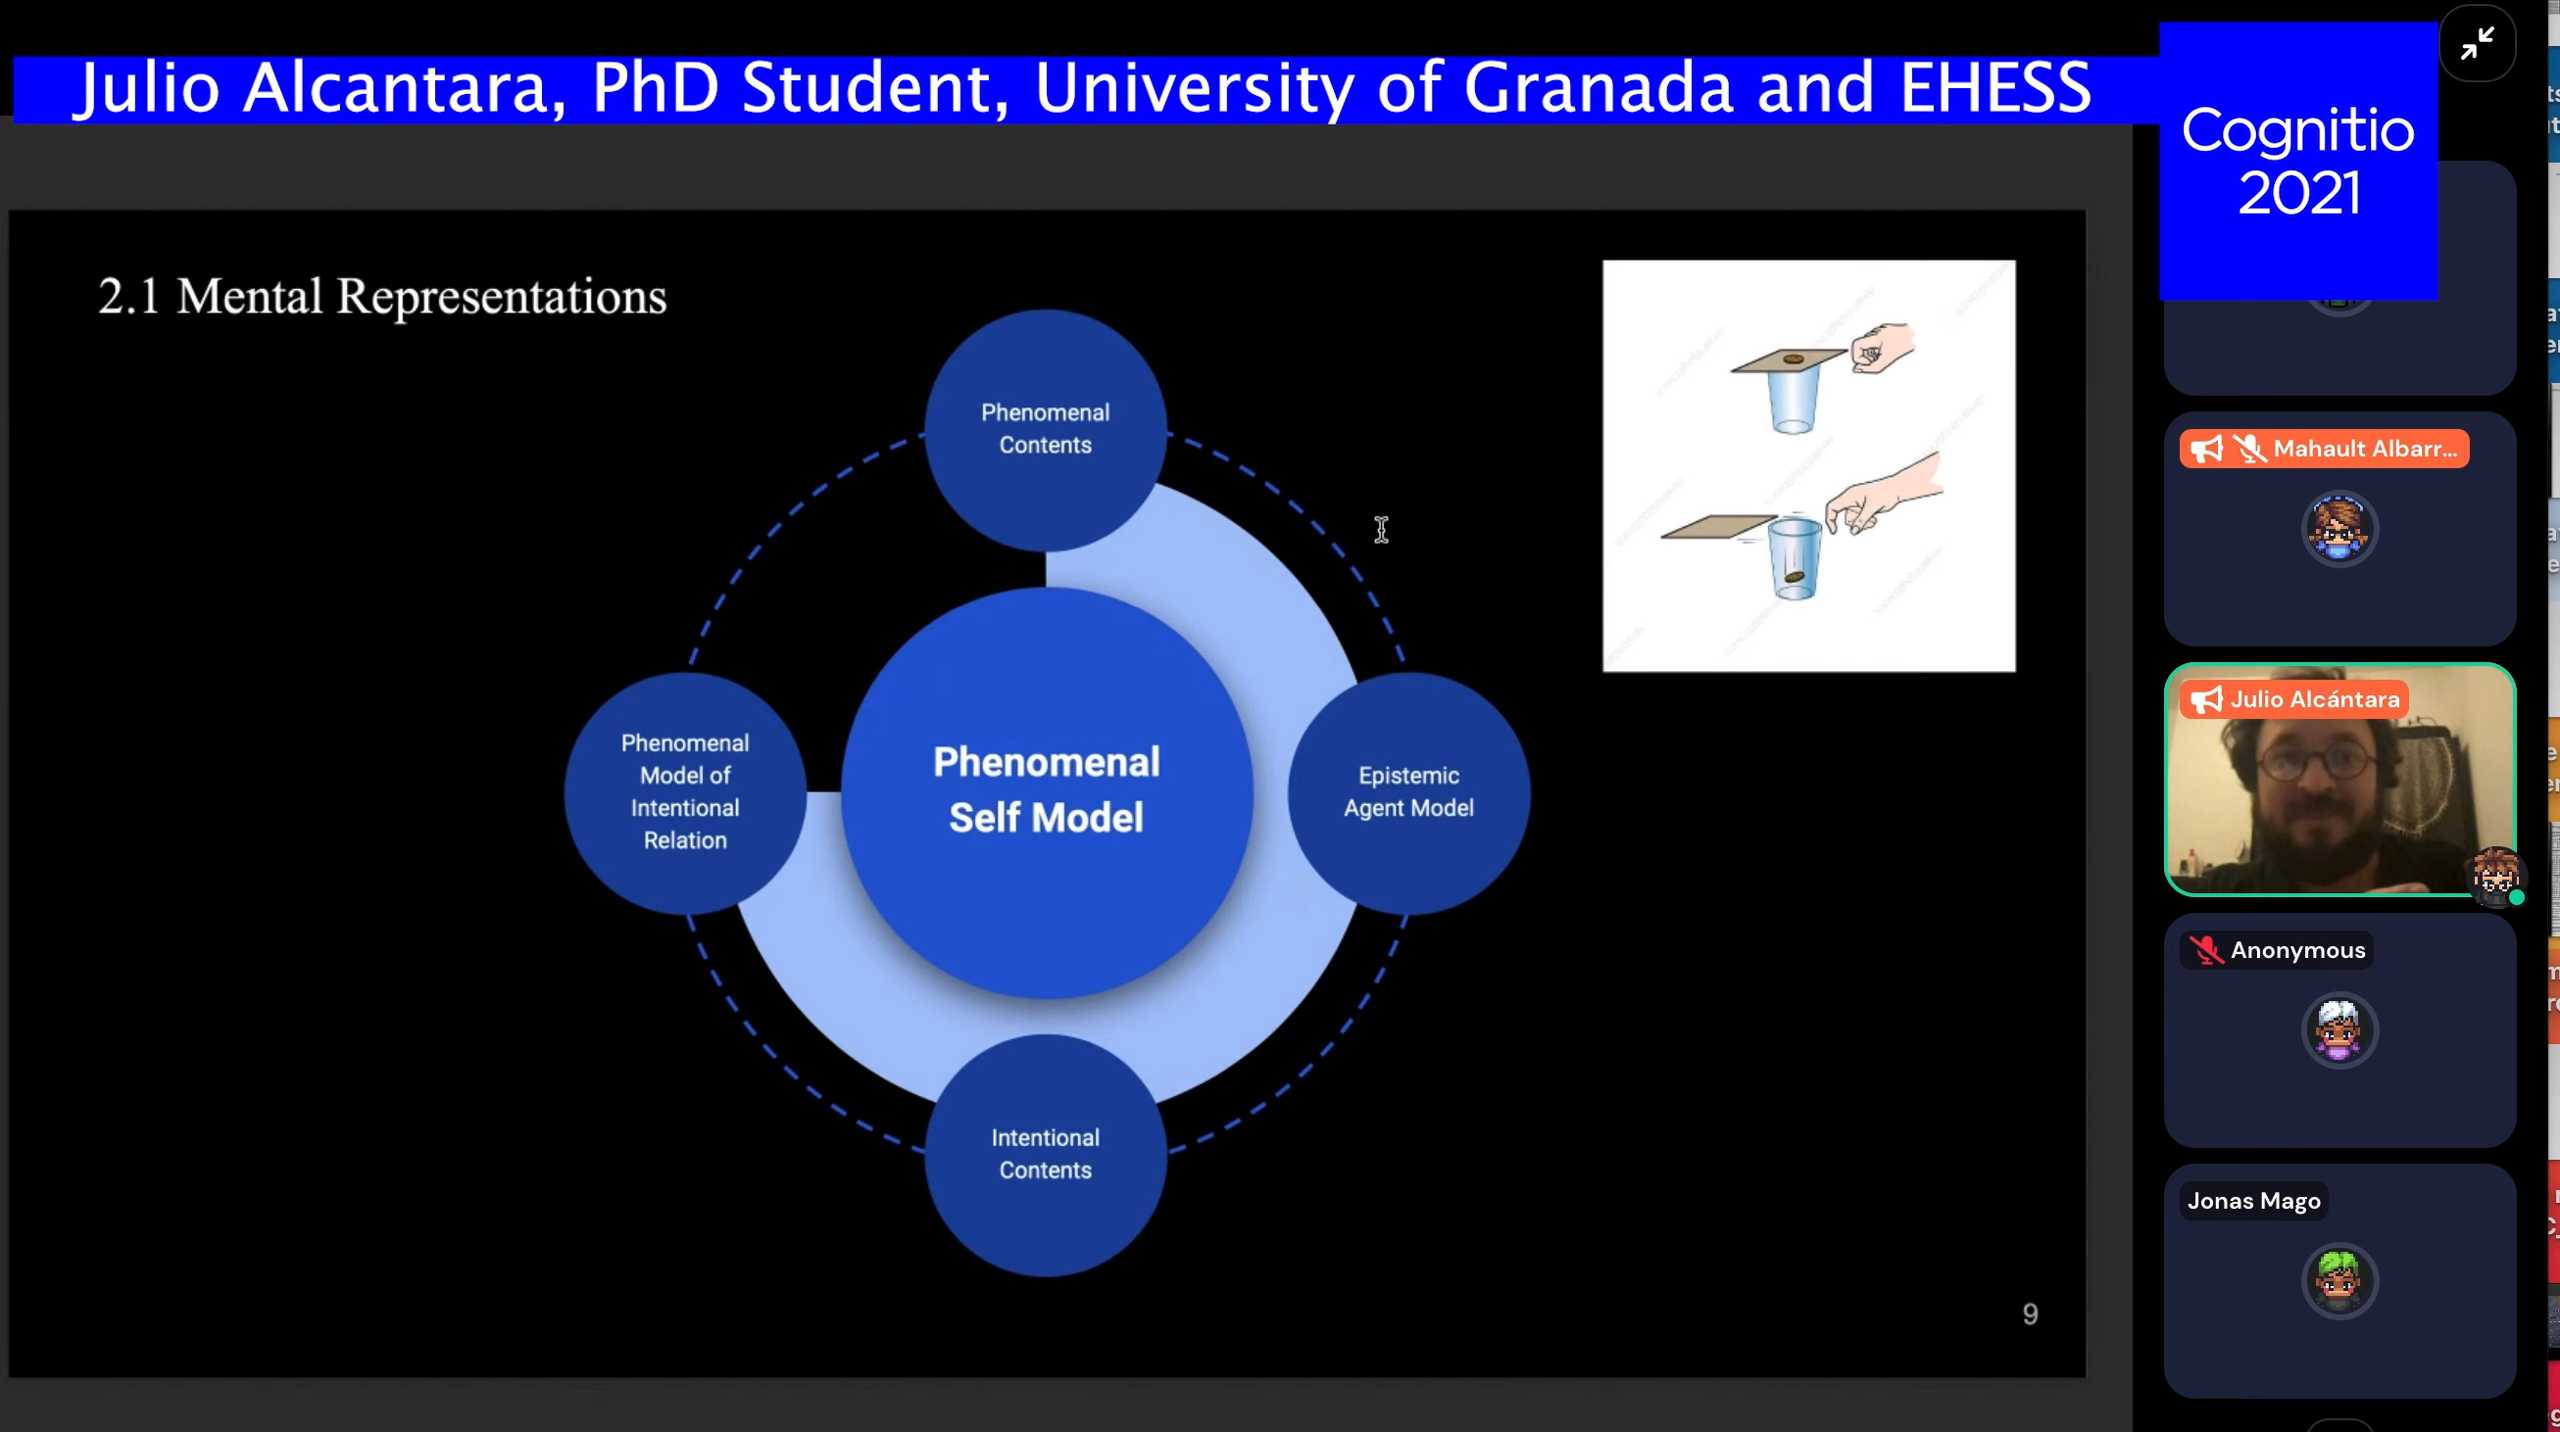 Julio Alcantara, PhD Student, University of Granada and EHESS
Cognitio
2021
2.1 Mental Representations
Phenomenal
Contents
Phenomenal
Model of
Intentional
Relation
Phenomenal
Self Model
Epistemic
Agent Model
Intentional
Contents
9
Mahault Albarr...
Julio Alcántara
Anonymous
Jonas Mago